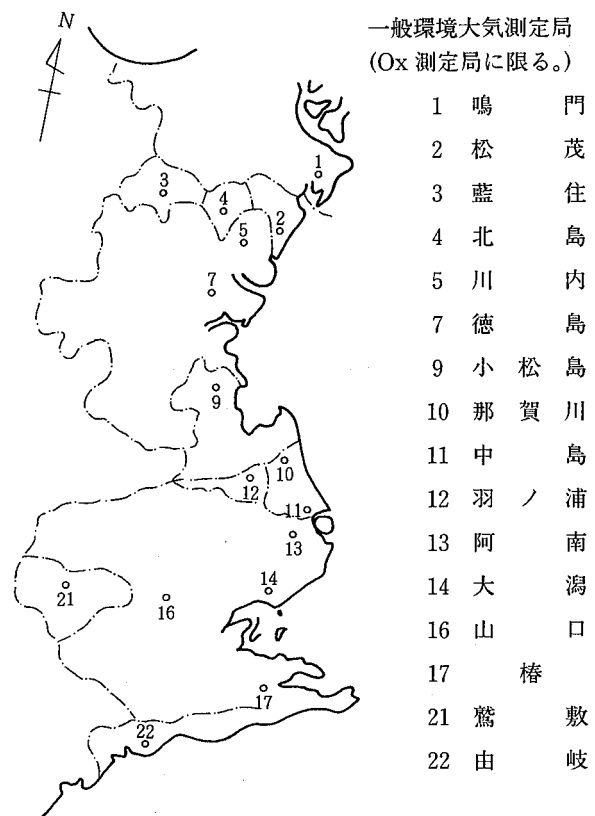 N
一般環境大気測定局
(Ox 測定局に限る。)
1 鳴門
2 松茂
3 藍住
4 北島
5 川内
7 徳島
9 小松島
10 那賀川
11 中島
12 羽ノ浦
13 阿南
14 大潟
16 山口
17 椿
21 鷲敷
22 由岐
1
3
4
2
5
7
9
10
12
11
13
14
21
16
17
22